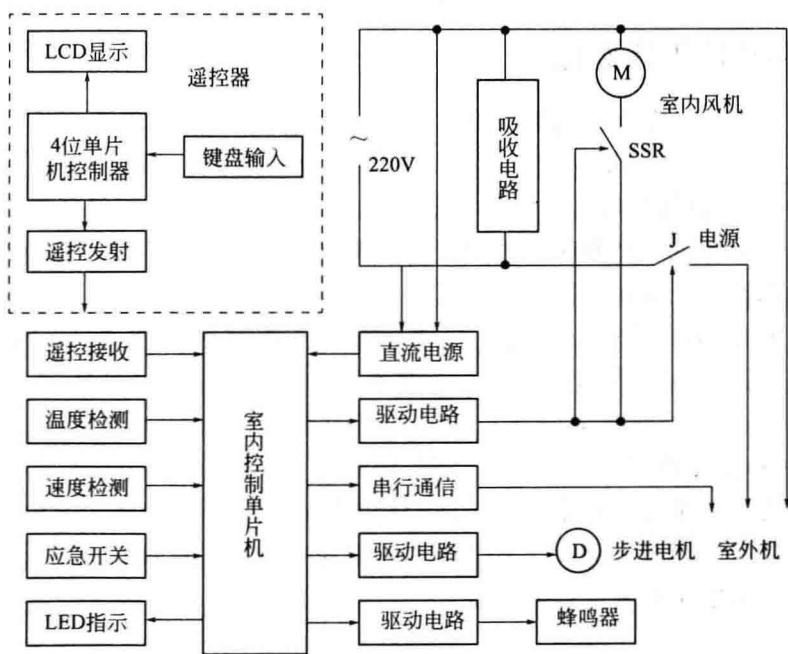 LCD显示
遥控器
4位单片
机控制器
键盘输入
遥控发射
~
220V
吸收电路
M
室内风机
SSR
J
电源
遥控接收
直流电源
温度检测
驱动电路
室内控制单片机
速度检测
串行通信
应急开关
驱动电路
D
步进电机
室外机
LED指示
驱动电路
蜂鸣器